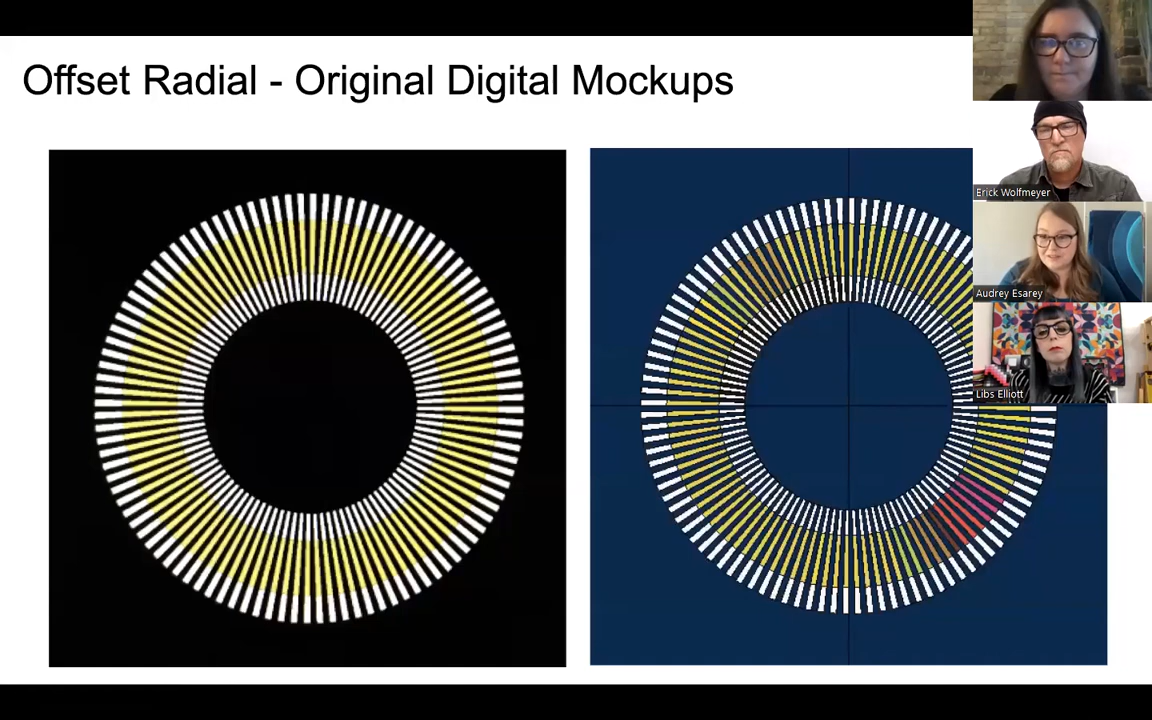 Offset Radial - Original Digital Mockups
Erick Wolfmeyer
Audrey Esarey
Libs Elliott